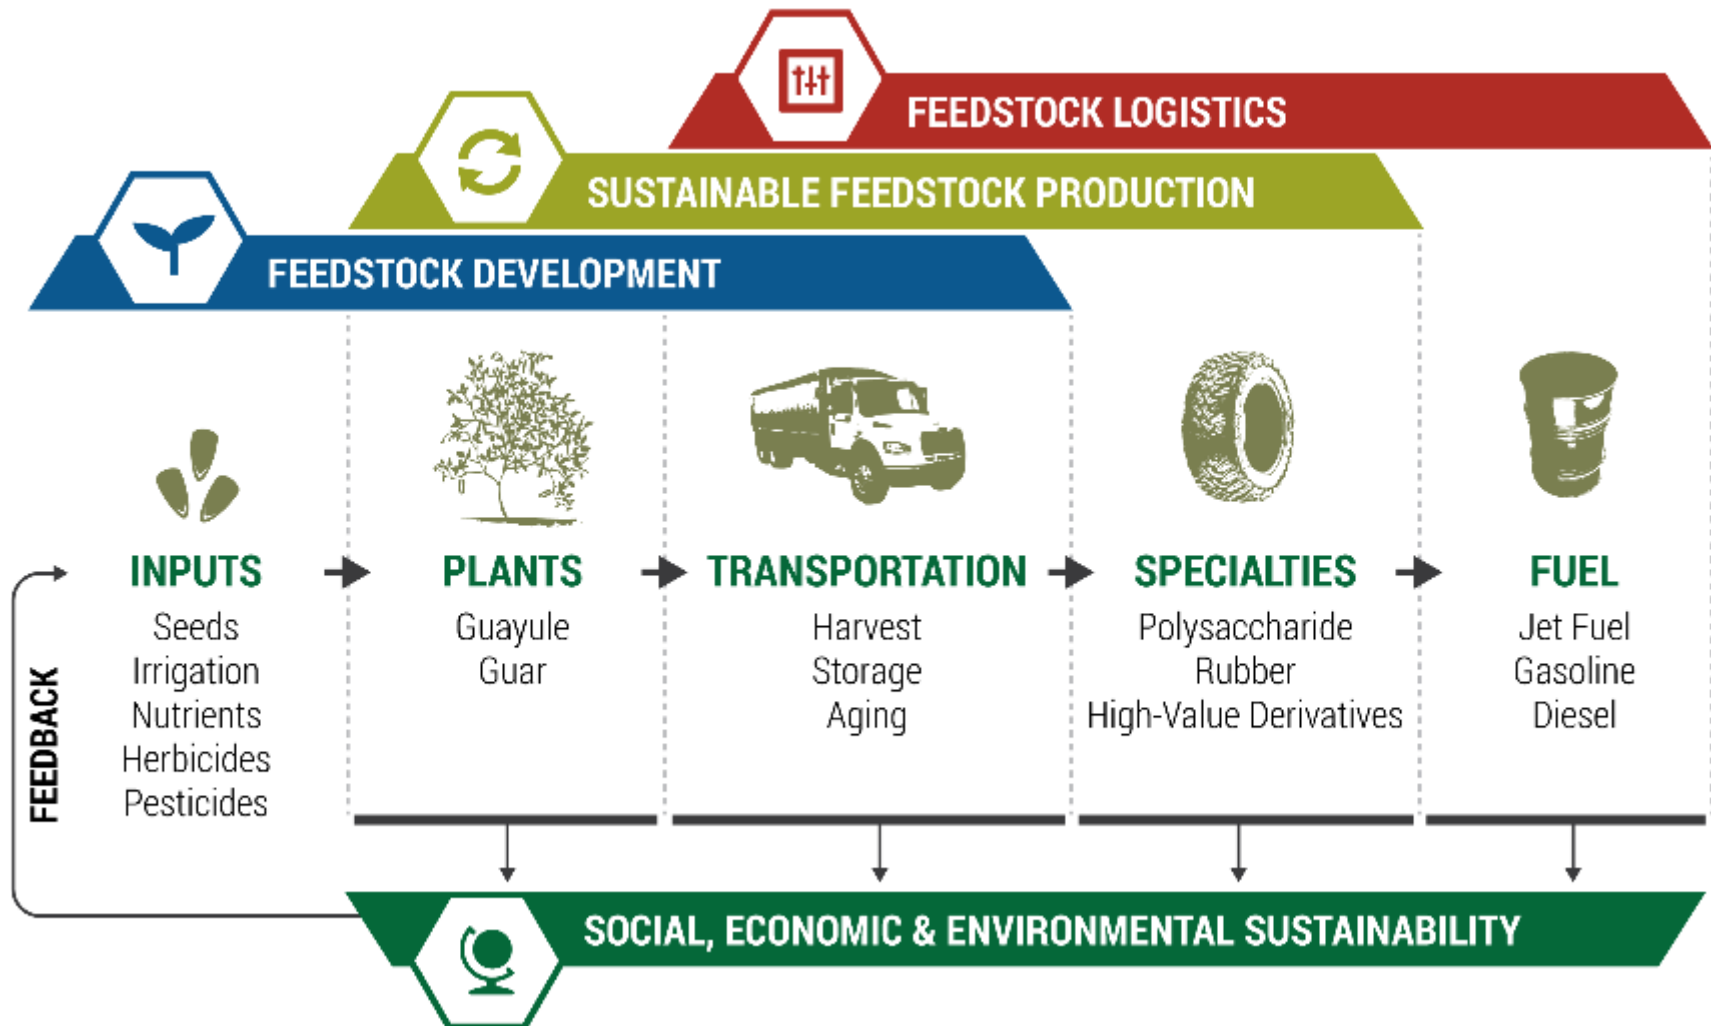 FEEDSTOCK LOGISTICS
SUSTAINABLE FEEDSTOCK PRODUCTION
FEEDSTOCK DEVELOPMENT
INPUTS
Seeds
Irrigation
Nutrients
Herbicides
Pesticides
PLANTS
Guayule
Guar
TRANSPORTATION
Harvest
Storage
Aging
SPECIALTIES
Polysaccharide
Rubber
High-Value Derivatives
FUEL
Jet Fuel
Gasoline
Diesel
FEEDBACK
SOCIAL, ECONOMIC & ENVIRONMENTAL SUSTAINABILITY